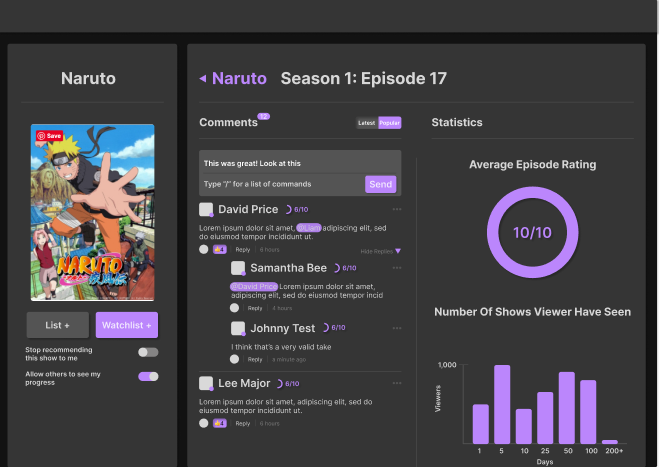 Naruto
Save
NARUTO
List +
Watchlist +
Stop recommending
this show to me
Allow others to see my
progress
Naruto Season 1: Episode 17
Comments 12
Latest Popular
This was great! Look at this
Type "/" for a list of commands
Send
David Price 6/10
Lorem ipsum dolor sit amet, adipiscing elit, sed
do eiusmod tempor incididunt ut.
Reply 6 hours
Hide Replies
Samantha Bee 6/10
@David Price Lorem ipsum dolor sit amet,
adipiscing elit, sed do eiusmod tempor incid
Reply 4 hours
Johnny Test 6/10
I think that's a very valid take
Reply a minute ago
Lee Major 6/10
Lorem ipsum dolor sit amet, adipiscing elit, sed do
eiusmod tempor incididunt ut.
Reply 6 hours
Statistics
Average Episode Rating
10/10
Number Of Shows Viewer Have Seen
1,000
Viewers
1 5 10 25 50 100 200+
Days